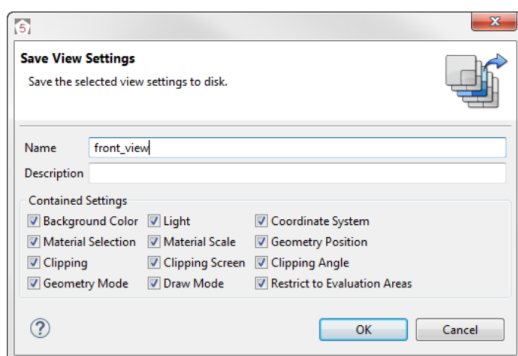 5
Save View Settings
Save the selected view settings to disk.
Name front_view
Description
Contained Settings
Background Color Light Coordinate System
Material Selection Material Scale Geometry Position
Clipping Clipping Screen Clipping Angle
Geometry Mode Draw Mode Restrict to Evaluation Areas
? OK Cancel